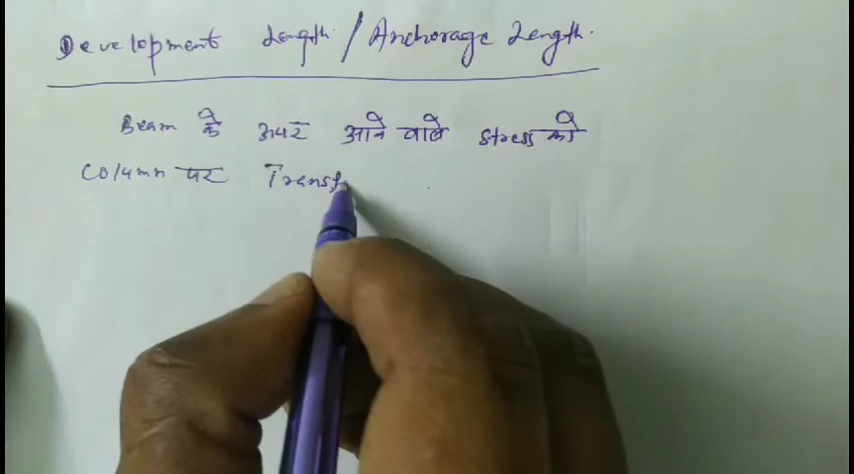 Development Length / Anchorage Length.
Beam के ऊपर आने वाले stress को
Column पर Transf